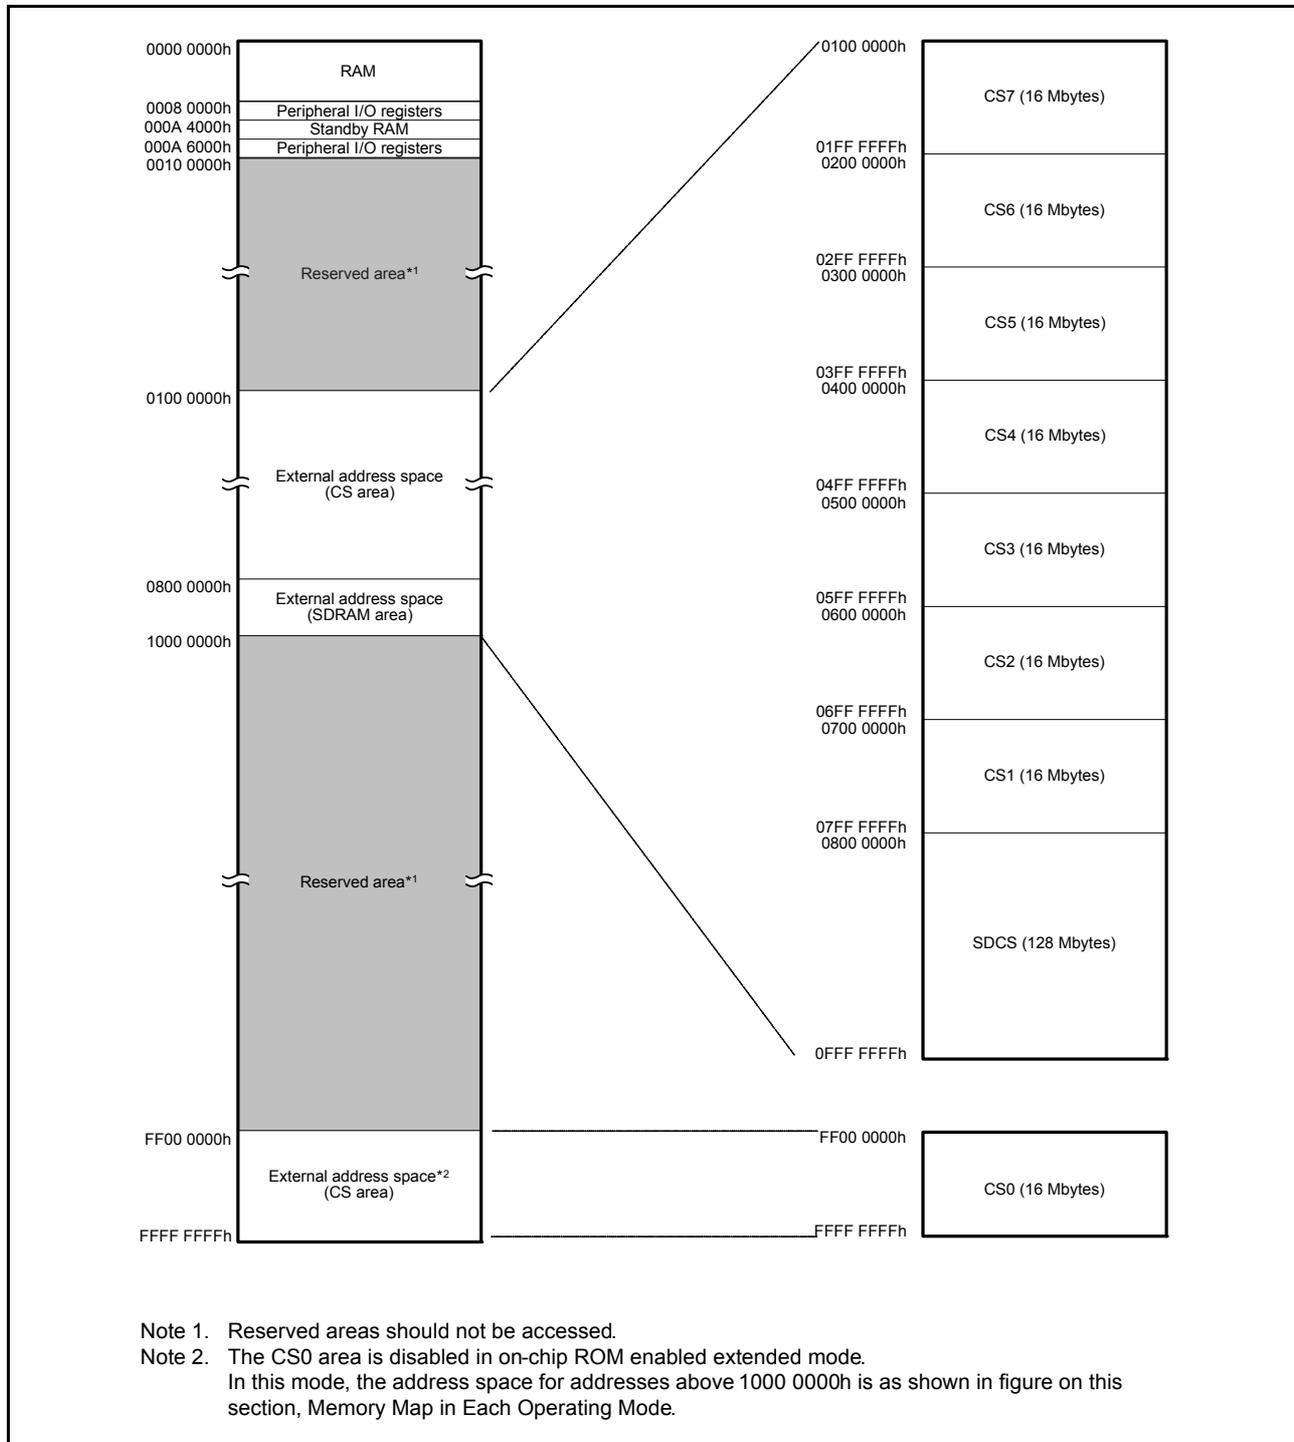 0000 0000h
RAM
0008 0000h
Peripheral I/O registers
000A 4000h
Standby RAM
000A 6000h
Peripheral I/O registers
0010 0000h
Reserved area*1
0100 0000h
External address space
(CS area)
0800 0000h
External address space
(SDRAM area)
1000 0000h
Reserved area*1
FF00 0000h
External address space*2
(CS area)
FFFF FFFFh
0100 0000h
CS7 (16 Mbytes)
01FF FFFFh
0200 0000h
CS6 (16 Mbytes)
02FF FFFFh
0300 0000h
CS5 (16 Mbytes)
03FF FFFFh
0400 0000h
CS4 (16 Mbytes)
04FF FFFFh
0500 0000h
CS3 (16 Mbytes)
05FF FFFFh
0600 0000h
CS2 (16 Mbytes)
06FF FFFFh
0700 0000h
CS1 (16 Mbytes)
07FF FFFFh
0800 0000h
SDCS (128 Mbytes)
0FFF FFFFh
FF00 0000h
CS0 (16 Mbytes)
FFFF FFFFh
Note 1. Reserved areas should not be accessed.
Note 2. The CS0 area is disabled in on-chip ROM enabled extended mode.
In this mode, the address space for addresses above 1000 0000h is as shown in figure on this
section, Memory Map in Each Operating Mode.